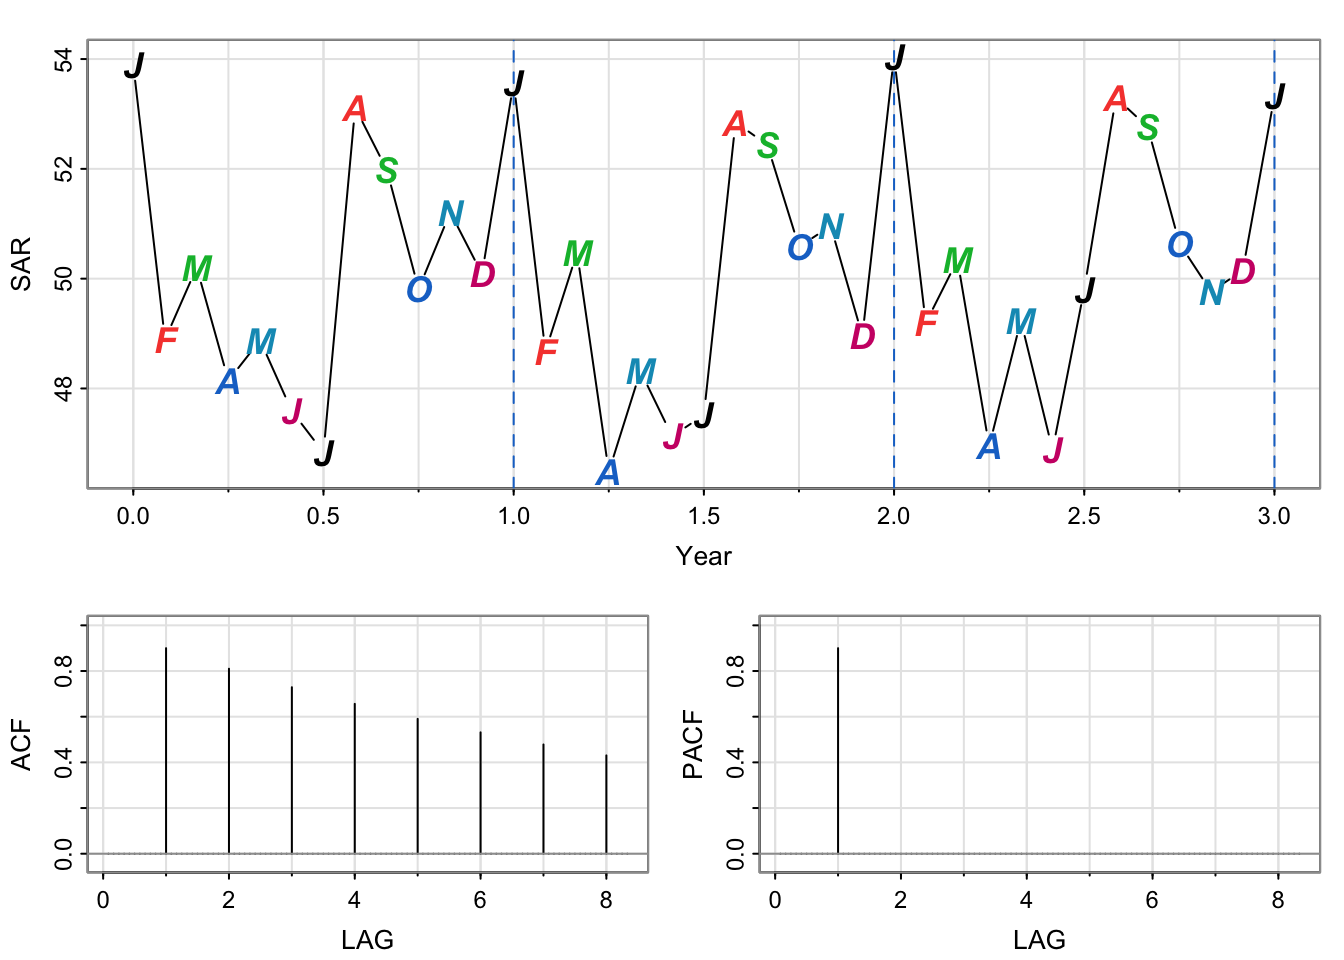 SAR
54
52
50
48
J F M A M J J A S O N D J F M A M J J A S O N D J F M A M J J A S O N D J
0.0 0.5 1.0 1.5 2.0 2.5 3.0
Year
ACF
0.8
0.4
0.0
0 2 4 6 8
LAG
PACF
0.8
0.4
0.0
0 2 4 6 8
LAG